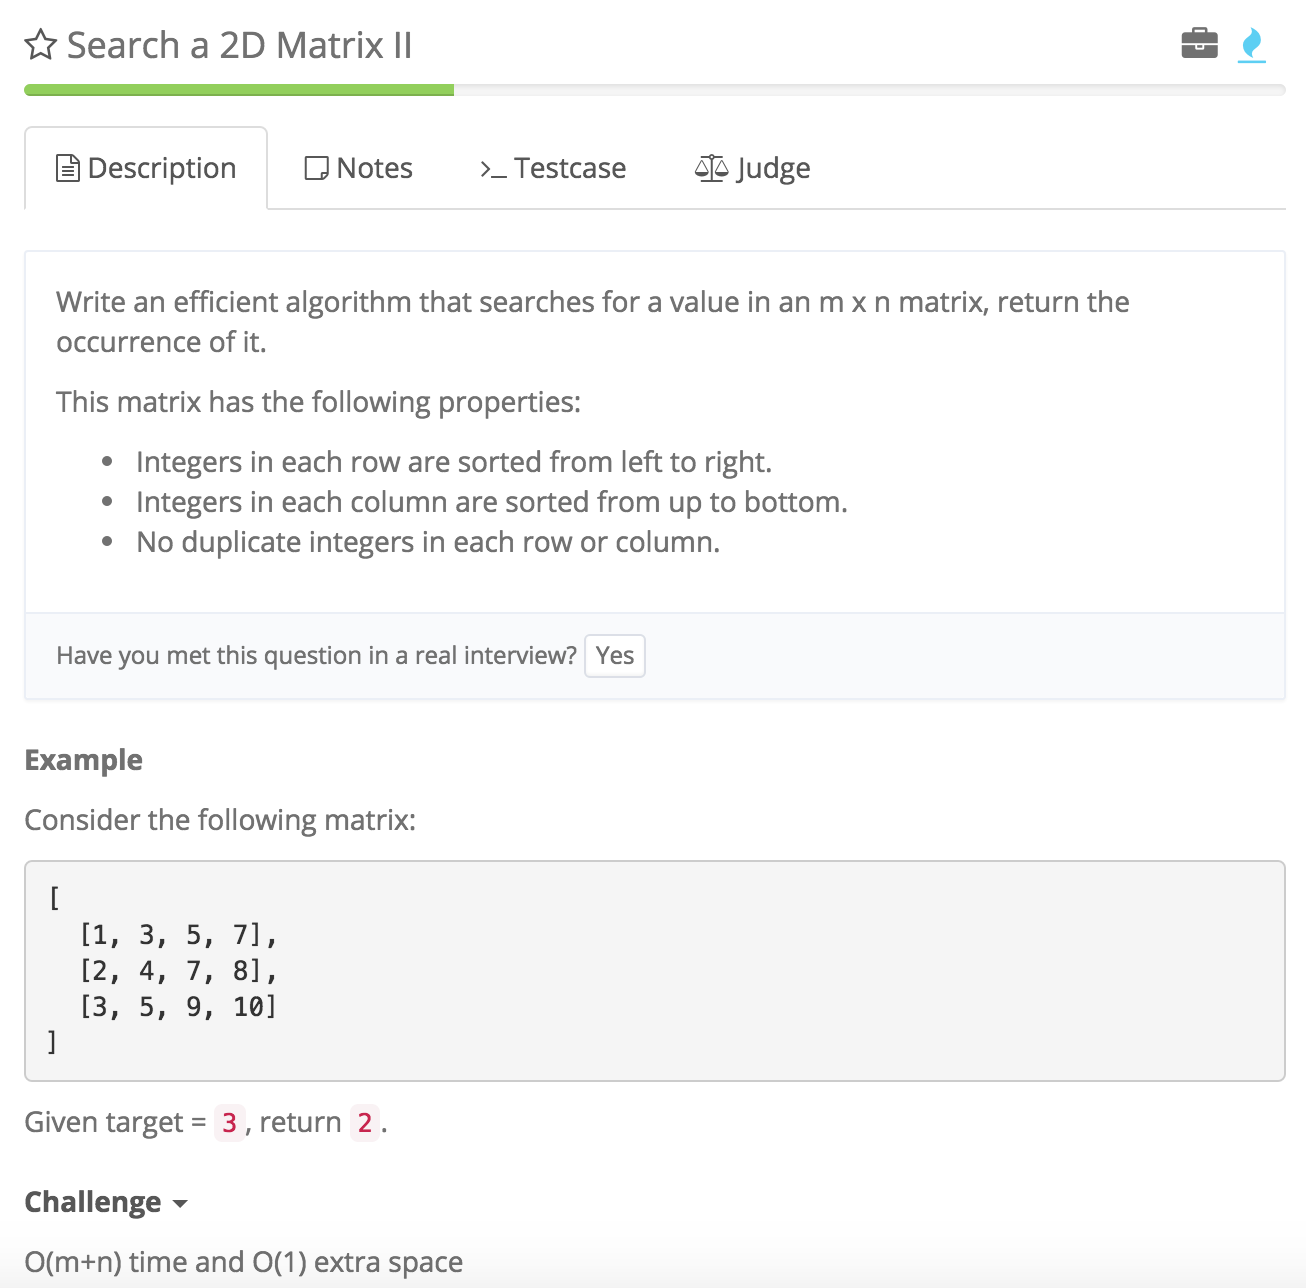 Search a 2D Matrix II
Description
Notes
Testcase
Judge
Write an efficient algorithm that searches for a value in an m x n matrix, return the
occurrence of it.
This matrix has the following properties:
• Integers in each row are sorted from left to right.
• Integers in each column are sorted from up to bottom.
• No duplicate integers in each row or column.
Have you met this question in a real interview? Yes
Example
Consider the following matrix:
[
[1, 3, 5, 7],
[2, 4, 7, 8],
[3, 5, 9, 10]
]
Given target = 3, return 2.
Challenge
O(m+n) time and O(1) extra space